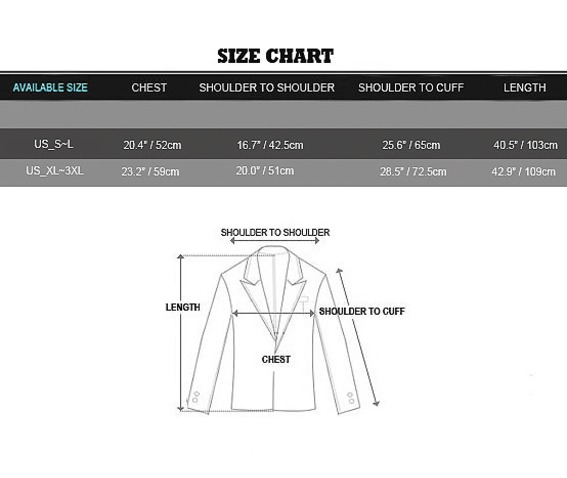 SIZE CHART
AVAILABLE SIZE CHEST SHOULDER TO SHOULDER SHOULDER TO CUFF LENGTH
US_S~L 20.4" / 52cm 16.7" / 42.5cm 25.6" / 65cm 40.5" / 103cm
US_XL~3XL 23.2" / 59cm 20.0" / 51cm 28.5" / 72.5cm 42.9" / 109cm
SHOULDER TO SHOULDER
LENGTH
SHOULDER TO CUFF
CHEST